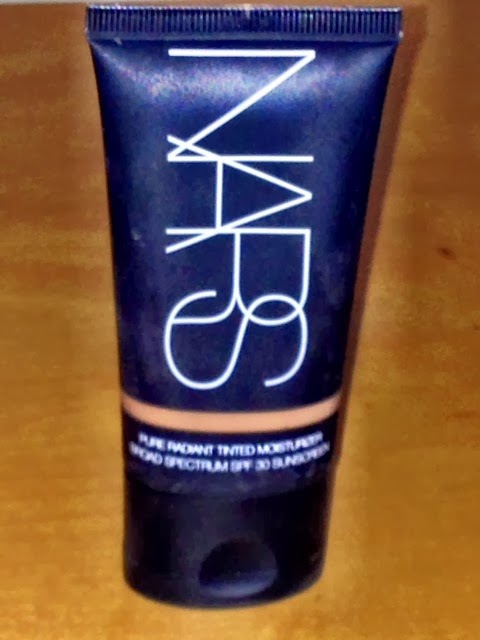 NARS
PURE RADIANT TINTED MOISTURIZER
BROAD SPECTRUM SPF 30 SUNSCREEN